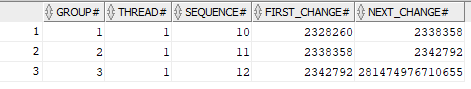 GROUP# THREAD# SEQUENCE# FIRST_CHANGE# NEXT_CHANGE#
1 1 1 10 2328260 2338358
2 2 1 11 2338358 2342792
3 3 1 12 2342792 281474976710655